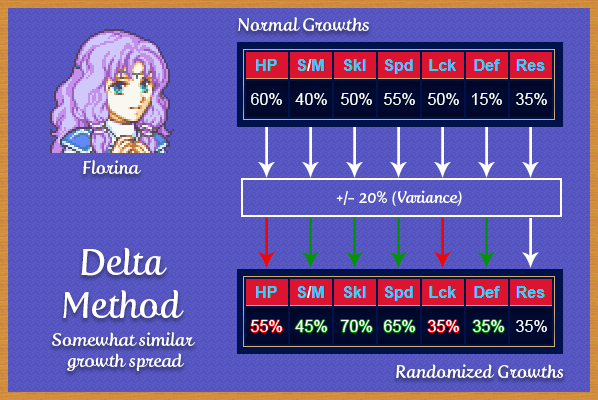 Normal Growths
HP S/M Skl Spd Lck Def Res
60% 40% 50% 55% 50% 15% 35%
Florina
+/- 20% (Variance)
Delta
Method
Somewhat similar
growth spread
HP S/M Skl Spd Lck Def Res
55% 45% 70% 65% 35% 35% 35%
Randomized Growths